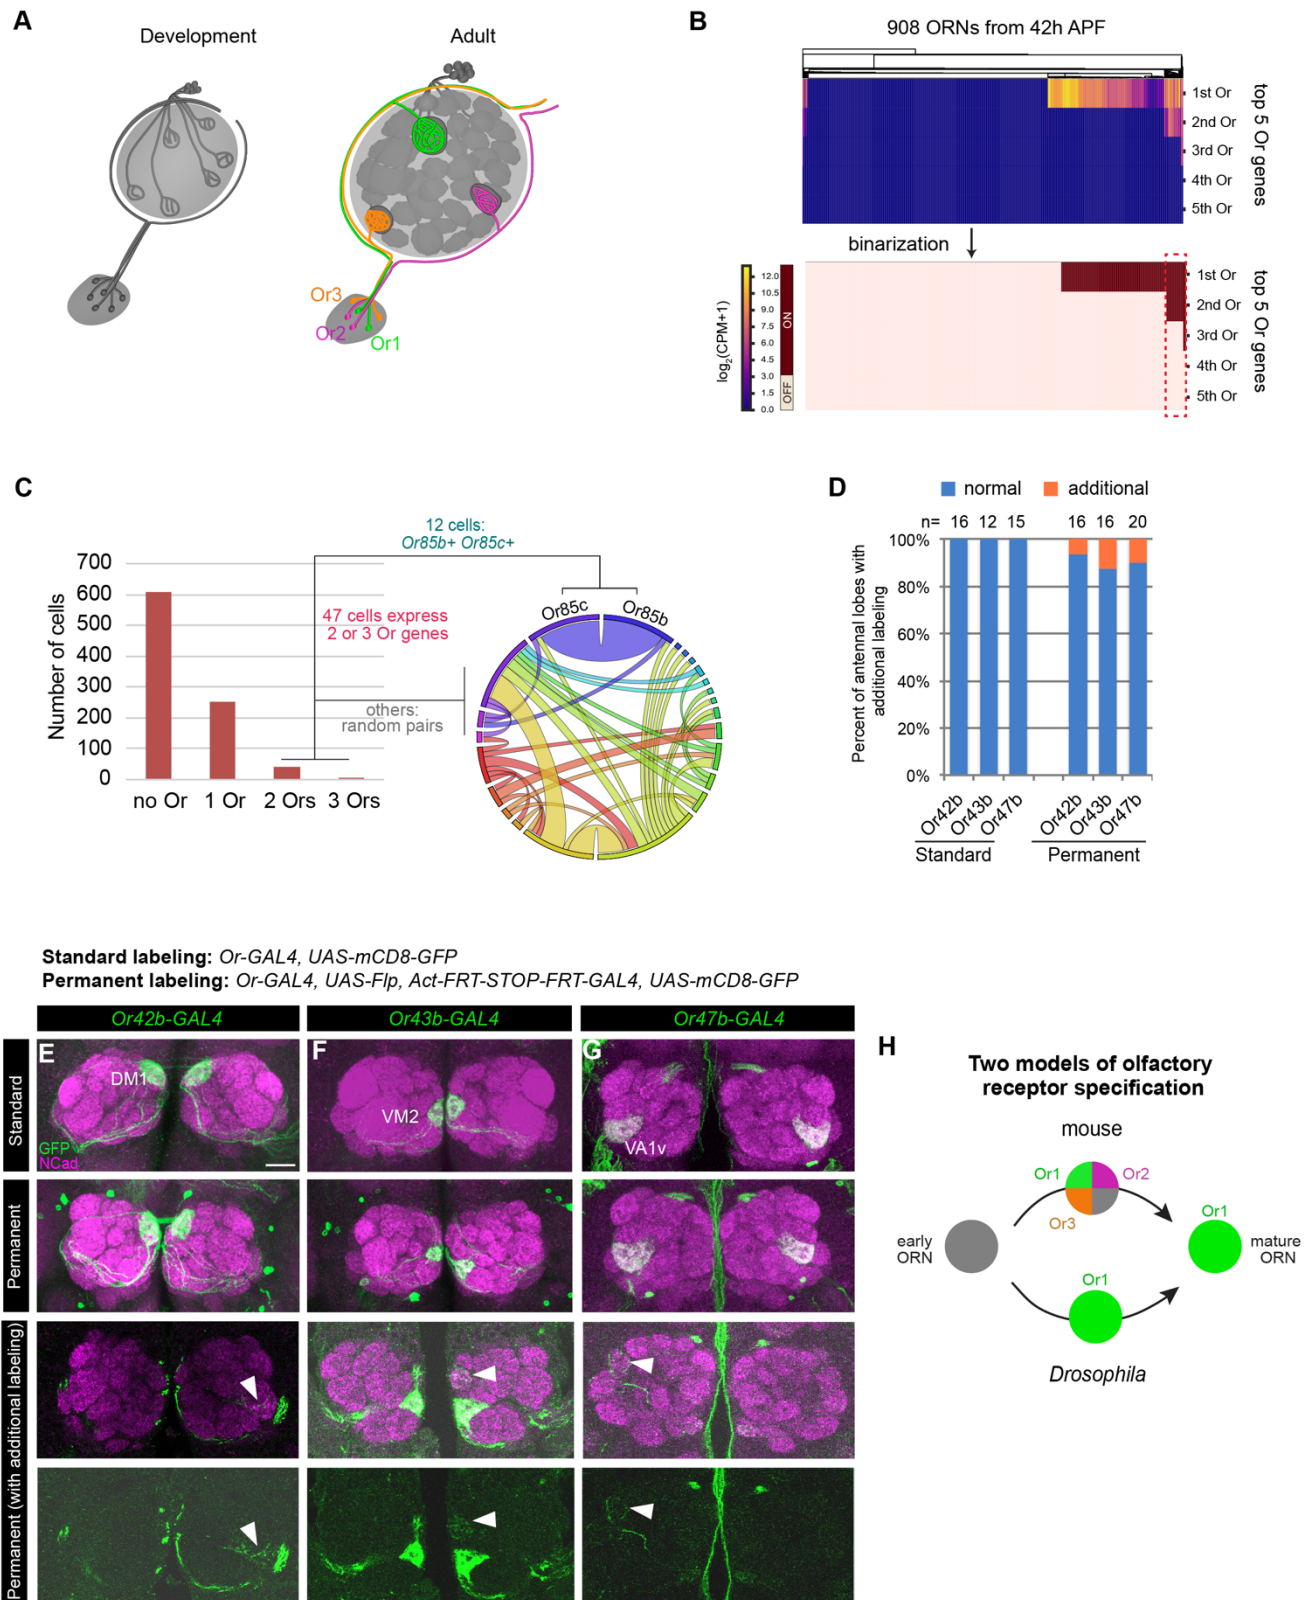 A
Development
Adult
Or3
Or2
Or1
B
908 ORNs from 42h APF
1st Or
2nd Or
3rd Or
4th Or
5th Or
top 5 Or genes
binarization
log2(CPM+1)
12.0
10.5
9.0
7.5
6.0
4.5
3.0
1.5
0.0
ON
OFF
1st Or
2nd Or
3rd Or
4th Or
5th Or
top 5 Or genes
C
Number of cells
700
600
500
400
300
200
100
0
no Or
1 Or
2 Ors
3 Ors
12 cells:
Or85b+ Or85c+
47 cells express
2 or 3 Or genes
others:
random pairs
Or85c
Or85b
D
normal
additional
n= 16 12 15 16 16 20
Percent of antennal lobes with
additional labeling
100%
80%
60%
40%
20%
0%
Or42b
Or43b
Or47b
Or42b
Or43b
Or47b
Standard
Permanent
Standard labeling: Or-GAL4, UAS-mCD8-GFP
Permanent labeling: Or-GAL4, UAS-Flp, Act-FRT-STOP-FRT-GAL4, UAS-mCD8-GFP
Or42b-GAL4
Or43b-GAL4
Or47b-GAL4
Standard
Permanent
Permanent (with additional labeling)
E
DM1
GFP
NCad
F
VM2
G
VA1v
H
Two models of olfactory
receptor specification
mouse
Or1
Or2
Or3
early
ORN
Or1
mature
ORN
Or1
Drosophila